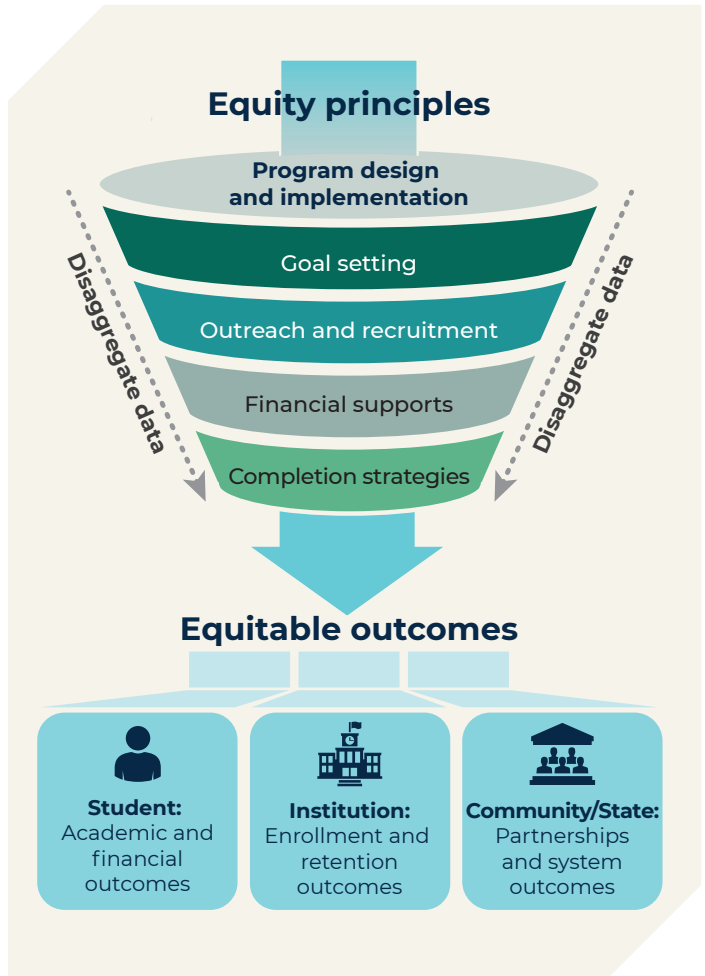 Equity principles
Program design
and implementation
Goal setting
Outreach and recruitment
Financial supports
Completion strategies
Disaggregate data
Disaggregate data
Equitable outcomes
Student:
Academic and
financial
outcomes
Institution:
Enrollment and
retention
outcomes
Community/State:
Partnerships
and system
outcomes